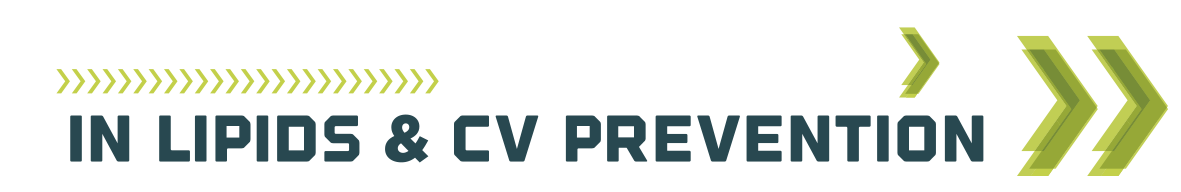 IN LIPIDS & CV PREVENTION